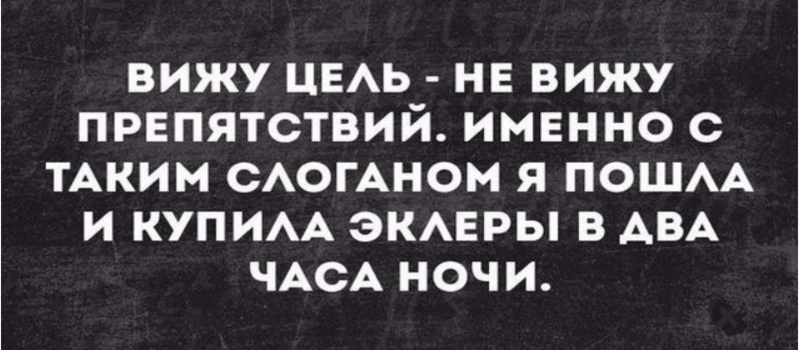 ВИЖУ ЦЕЛЬ - НЕ ВИЖУ
ПРЕПЯТСТВИЙ. ИМЕННО С
ТАКИМ СЛОГАНОМ Я ПОШЛА
И КУПИЛА ЭКЛЕРЫ В ДВА
ЧАСА НОЧИ.